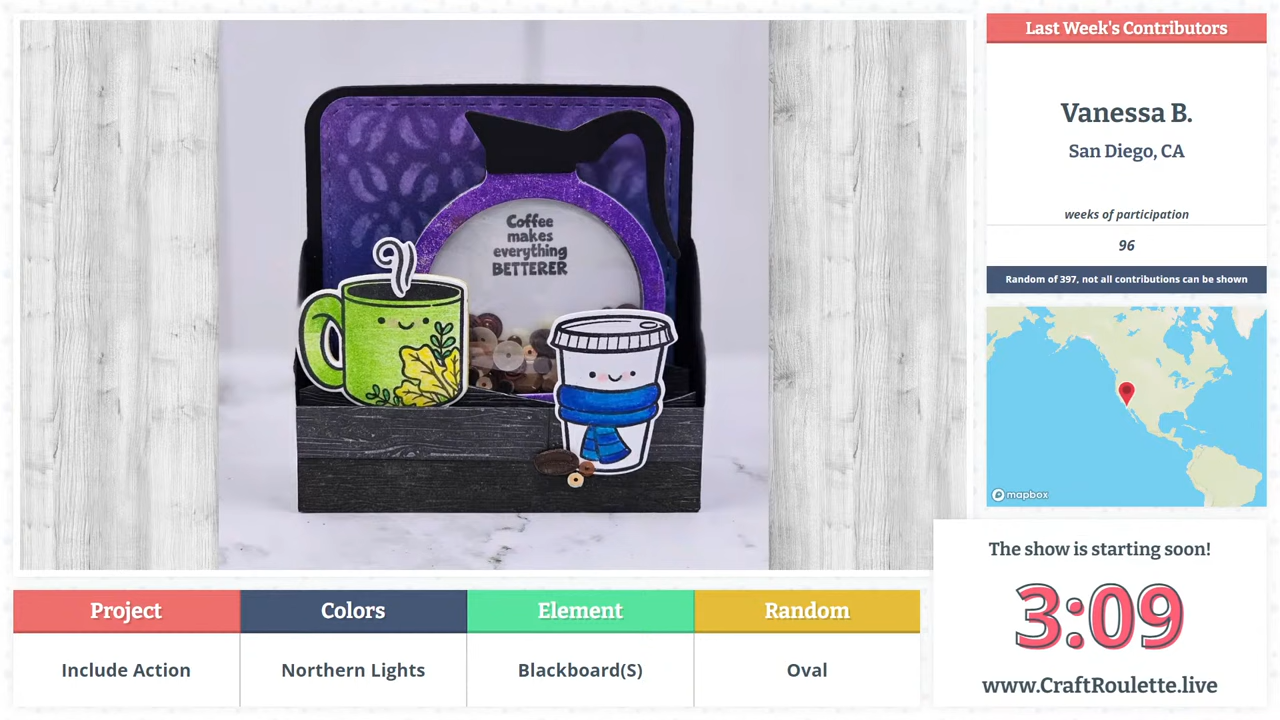 Coffee
makes
everything
BETTERER
Last Week's Contributors
Vanessa B.
San Diego, CA
weeks of participation
96
Random of 397, not all contributions can be shown
mapbox
The show is starting soon!
3:09
www.CraftRoulette.live
Project
Colors
Element
Random
Include Action
Northern Lights
Blackboard(S)
Oval